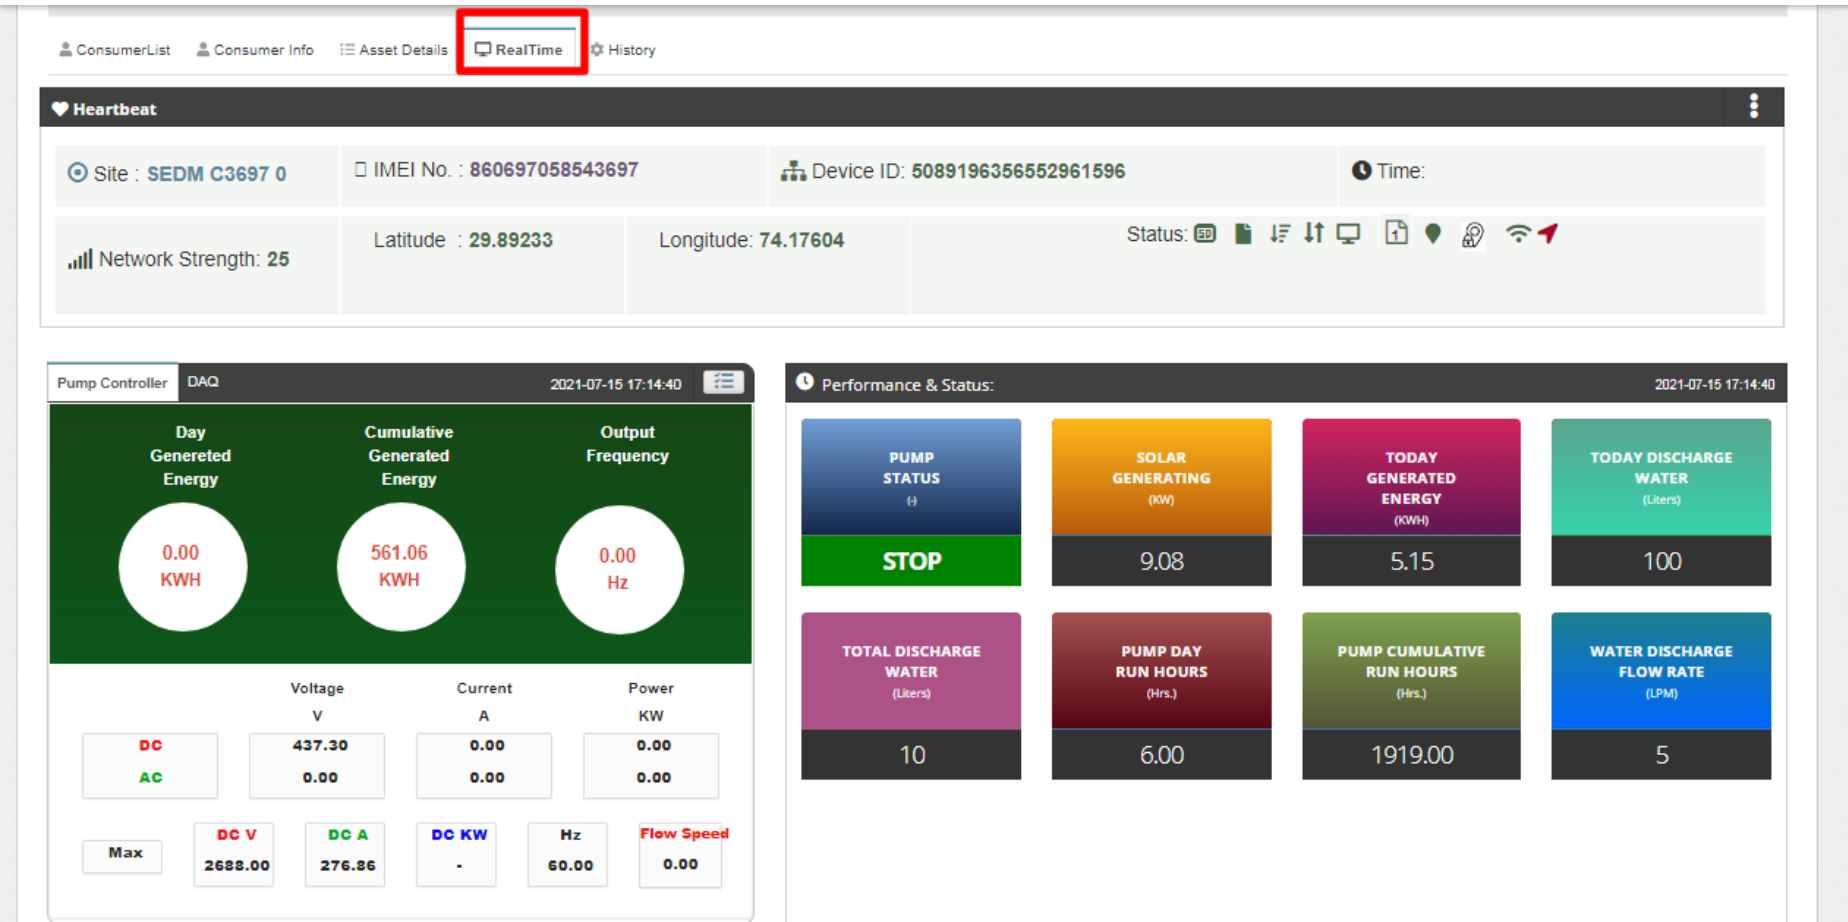 ConsumerList Consumer Info Asset Details RealTime History
Heartbeat
Site : SEDM C3697 0 IMEI No. : 860697058543697 Device ID: 5089196356552961596 Time:
Network Strength: 25 Latitude : 29.89233 Longitude: 74.17604 Status: SD 1
Pump Controller DAQ 2021-07-15 17:14:40
Day Genereted Energy
Cumulative Generated Energy
Output Frequency
0.00 KWH
561.06 KWH
0.00 Hz
Voltage Current Power
V A KW
DC 437.30 0.00 0.00
AC 0.00 0.00 0.00
Max
DC V DC A DC KW Hz Flow Speed
2688.00 276.86 - 60.00 0.00
Performance & Status: 2021-07-15 17:14:40
PUMP STATUS (-)
STOP
SOLAR GENERATING (KW)
9.08
TODAY GENERATED ENERGY (KWH)
5.15
TODAY DISCHARGE WATER (Liters)
100
TOTAL DISCHARGE WATER (Liters)
10
PUMP DAY RUN HOURS (Hrs.)
6.00
PUMP CUMULATIVE RUN HOURS (Hrs.)
1919.00
WATER DISCHARGE FLOW RATE (LPM)
5